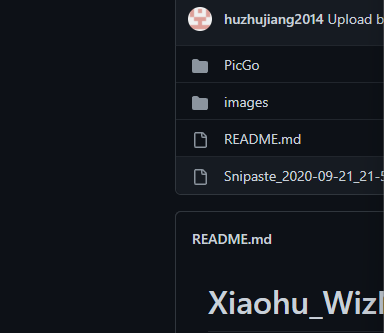 huzhujiang2014 Upload b
PicGo
images
README.md
Snipaste_2020-09-21_21-5
README.md
Xiaohu_Wiz